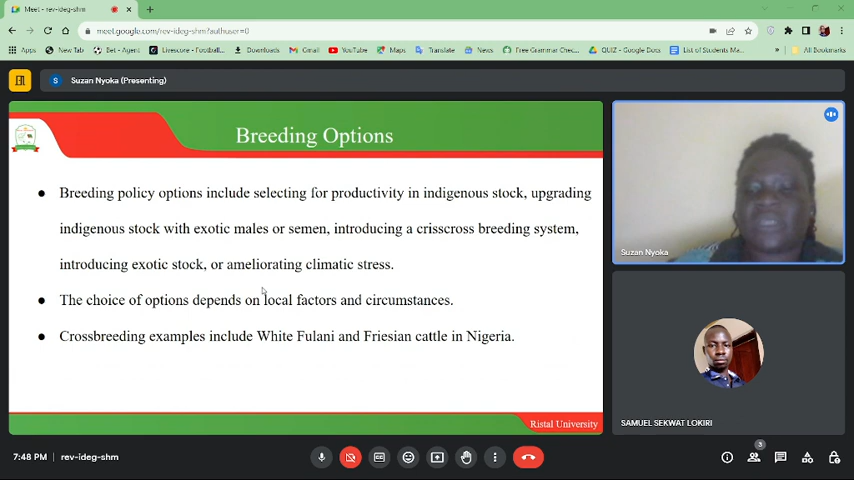 Meet - rev-ideg-shm
meet.google.com/rev-ideg-shm?authuser=0
Apps New Tab Bet - Agent Livescore - Football... Downloads Gmail YouTube Maps Translate News Free Grammar Chec... QUIZ - Google Docs List of Students Ma... » All Bookmarks
S Suzan Nyoka (Presenting)
Breeding Options
● Breeding policy options include selecting for productivity in indigenous stock, upgrading
indigenous stock with exotic males or semen, introducing a crisscross breeding system,
introducing exotic stock, or ameliorating climatic stress.
● The choice of options depends on local factors and circumstances.
● Crossbreeding examples include White Fulani and Friesian cattle in Nigeria.
Ristal University
Suzan Nyoka
SAMUEL SEKWAT LOKIRI
7:48 PM | rev-ideg-shm
3